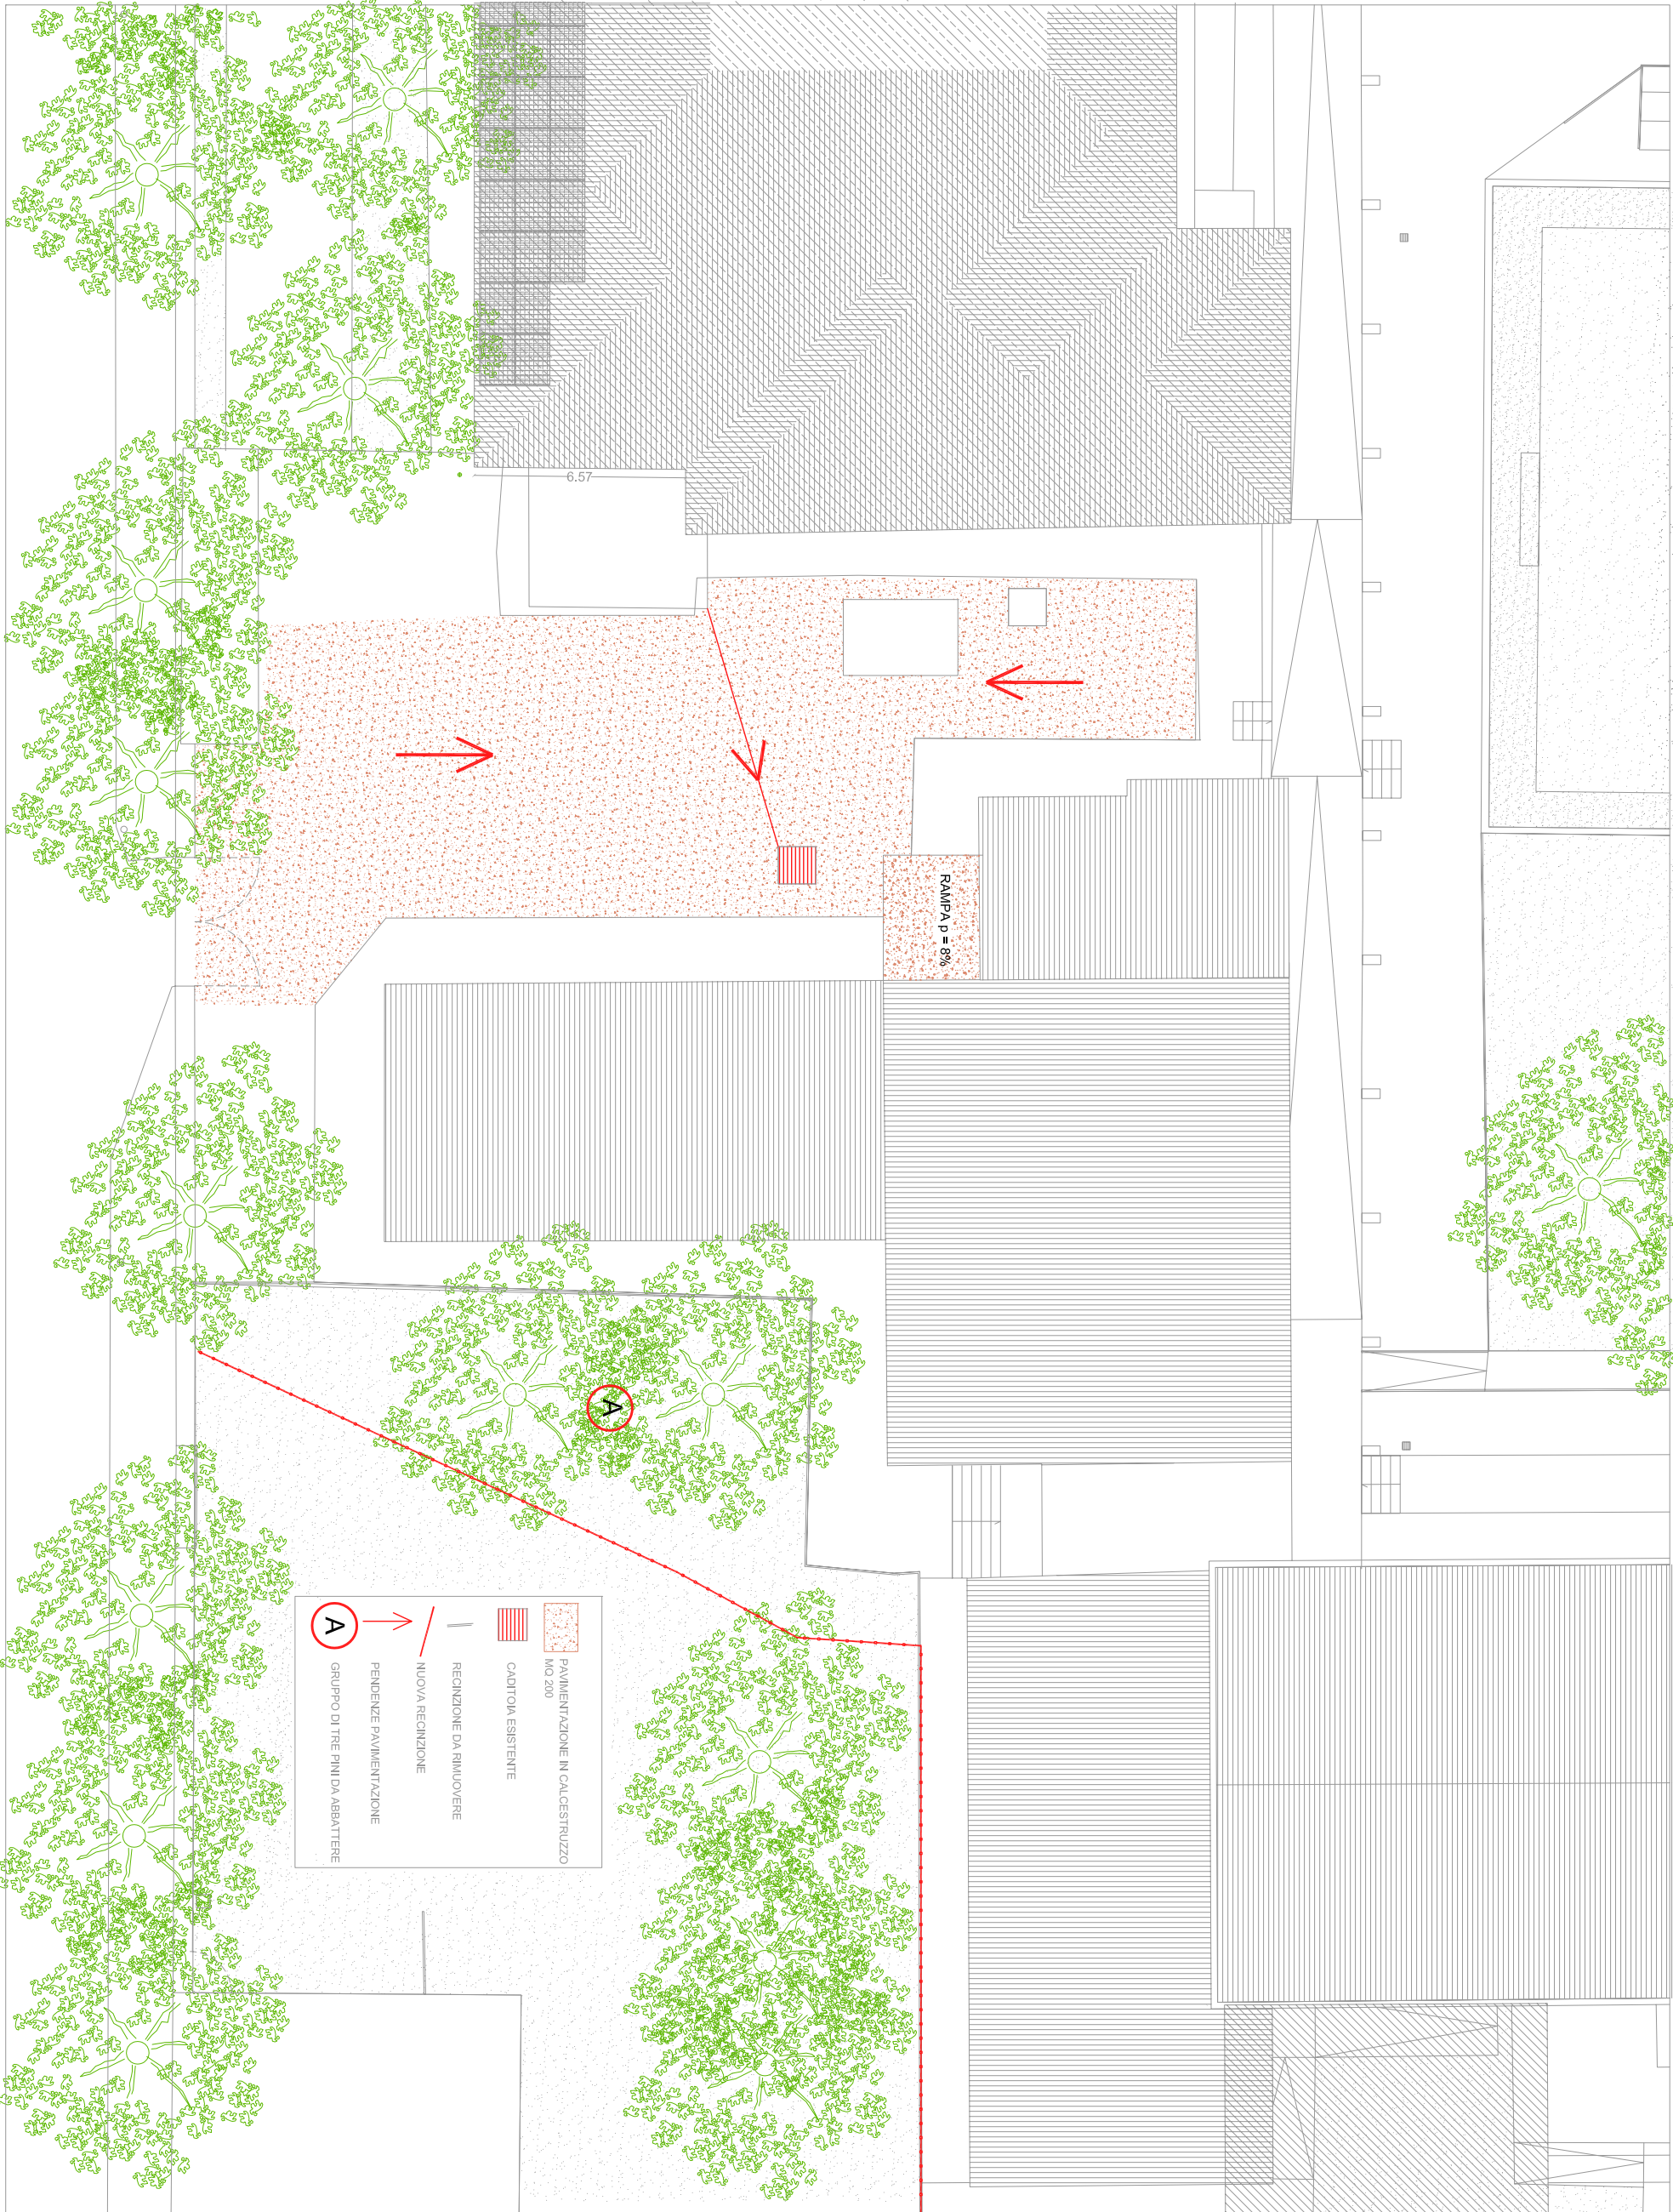 6.57
RAMPA p = 8%
PAVIMENTAZIONE IN CALCESTRUZZO
MQ 200
CADITOIA ESISTENTE
RECINZIONE DA RIMUOVERE
NUOVA RECINZIONE
PENDENZE PAVIMENTAZIONE
A
GRUPPO DI TRE PINI DA ABBATTERE
A